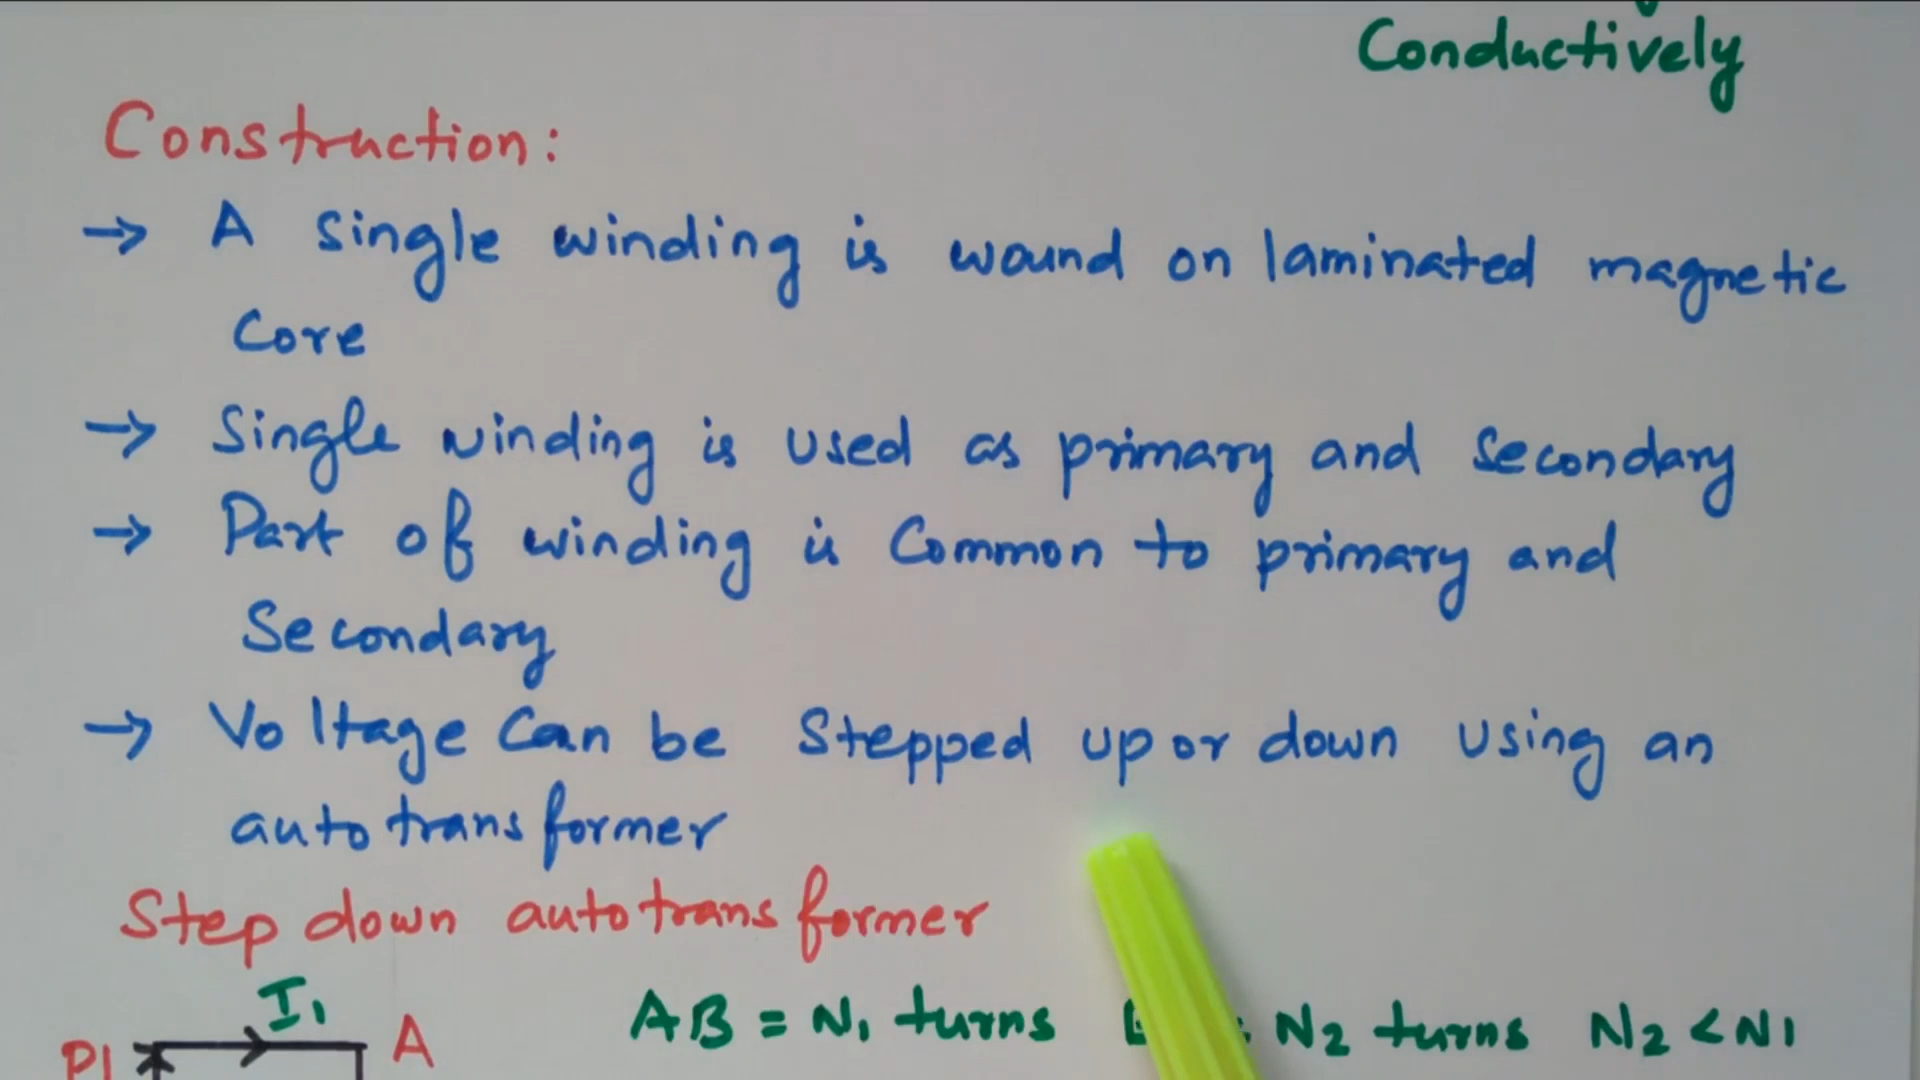 Conductively
Construction:
→ A single winding is wound on laminated magnetic
core
→ Single winding is used as primary and secondary
→ Part of winding is Common to primary and
Secondary
→ Voltage Can be Stepped up or down using an
autotransformer
Step down autotransformer
I1
AB = N1 turns = N2 turns N2 < N1
P1 A